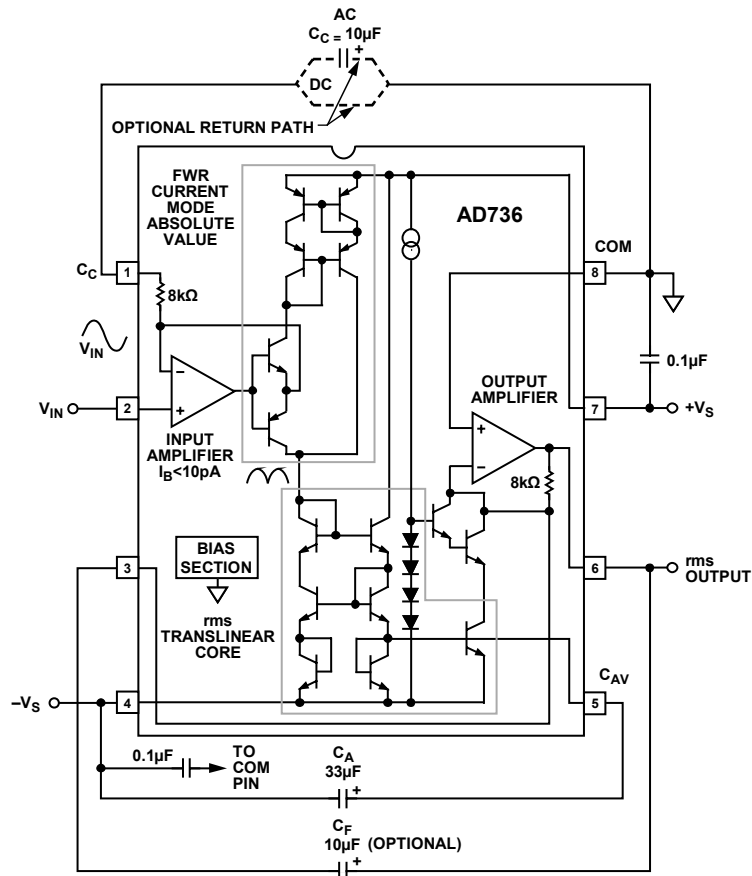 AC
C_C = 10µF
+
DC
OPTIONAL RETURN PATH
FWR
CURRENT
MODE
ABSOLUTE
VALUE
AD736
COM
C_C
1
8
8kΩ
V_IN
0.1µF
OUTPUT
AMPLIFIER
–
+
V_IN
2
7
+V_S
INPUT
AMPLIFIER
I_B<10pA
+
–
8kΩ
3
BIAS
SECTION
6
rms
OUTPUT
rms
TRANSLINEAR
CORE
C_AV
–V_S
4
5
0.1µF
TO
COM
PIN
C_A
33µF
+
C_F
10µF (OPTIONAL)
+